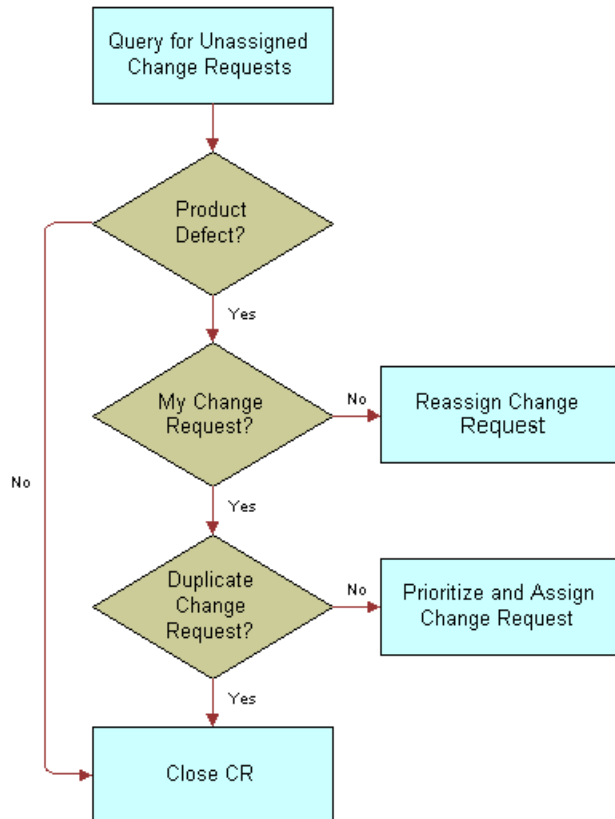 Query for Unassigned
Change Requests
Product
Defect?
Yes
My Change
Request?
No
Reassign Change
Request
No
Yes
Duplicate
Change
Request?
No
Prioritize and Assign
Change Request
Yes
Close CR